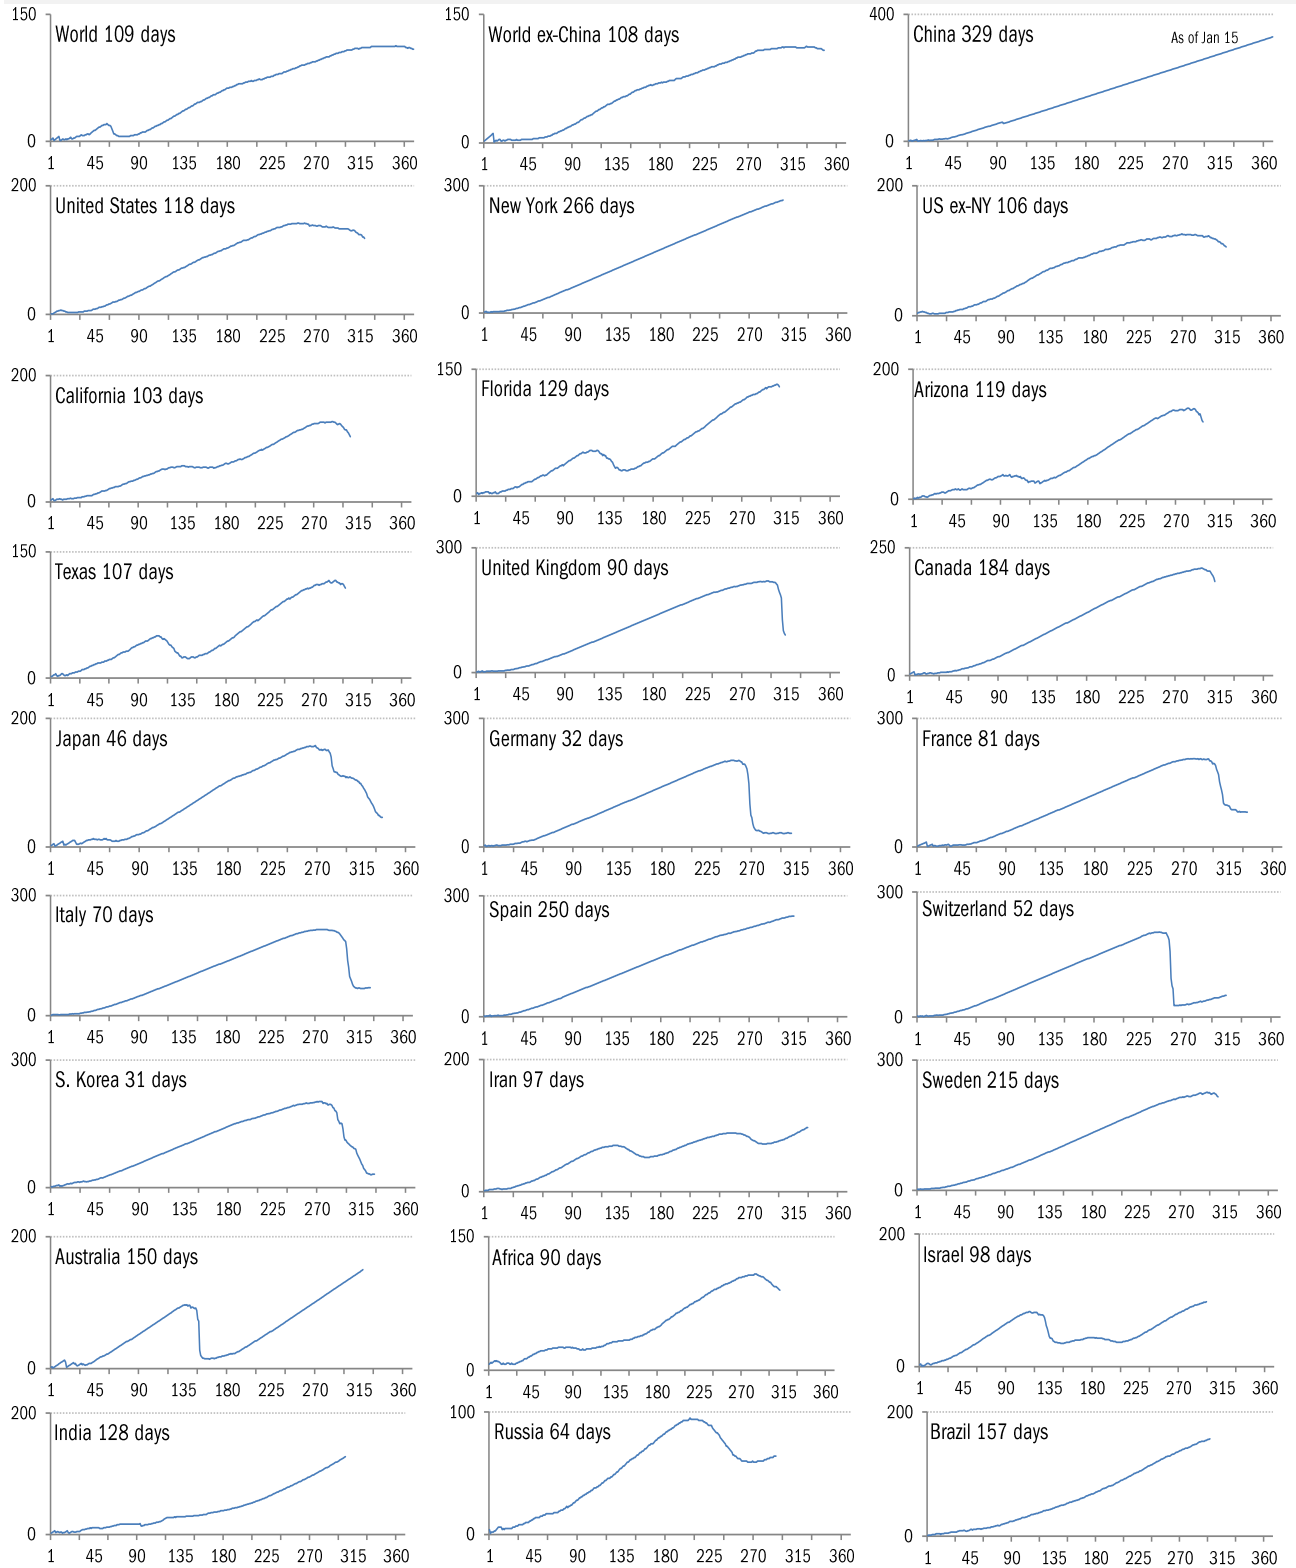 150
World 109 days
0
1 45 90 135 180 225 270 315 360
150
World ex-China 108 days
0
1 45 90 135 180 225 270 315 360
400
China 329 days
As of Jan 15
0
1 45 90 135 180 225 270 315 360
200
United States 118 days
0
1 45 90 135 180 225 270 315 360
300
New York 266 days
0
1 45 90 135 180 225 270 315 360
200
US ex-NY 106 days
0
1 45 90 135 180 225 270 315 360
200
California 103 days
0
1 45 90 135 180 225 270 315 360
150
Florida 129 days
0
1 45 90 135 180 225 270 315 360
200
Arizona 119 days
0
1 45 90 135 180 225 270 315 360
150
Texas 107 days
0
1 45 90 135 180 225 270 315 360
300
United Kingdom 90 days
0
1 45 90 135 180 225 270 315 360
250
Canada 184 days
0
1 45 90 135 180 225 270 315 360
200
Japan 46 days
0
1 45 90 135 180 225 270 315 360
300
Germany 32 days
0
1 45 90 135 180 225 270 315 360
300
France 81 days
0
1 45 90 135 180 225 270 315 360
300
Italy 70 days
0
1 45 90 135 180 225 270 315 360
300
Spain 250 days
0
1 45 90 135 180 225 270 315 360
300
Switzerland 52 days
0
1 45 90 135 180 225 270 315 360
300
S. Korea 31 days
0
1 45 90 135 180 225 270 315 360
200
Iran 97 days
0
1 45 90 135 180 225 270 315 360
300
Sweden 215 days
0
1 45 90 135 180 225 270 315 360
200
Australia 150 days
0
1 45 90 135 180 225 270 315 360
150
Africa 90 days
0
1 45 90 135 180 225 270 315 360
200
Israel 98 days
0
1 45 90 135 180 225 270 315 360
200
India 128 days
0
1 45 90 135 180 225 270 315 360
100
Russia 64 days
0
1 45 90 135 180 225 270 315 360
200
Brazil 157 days
0
1 45 90 135 180 225 270 315 360